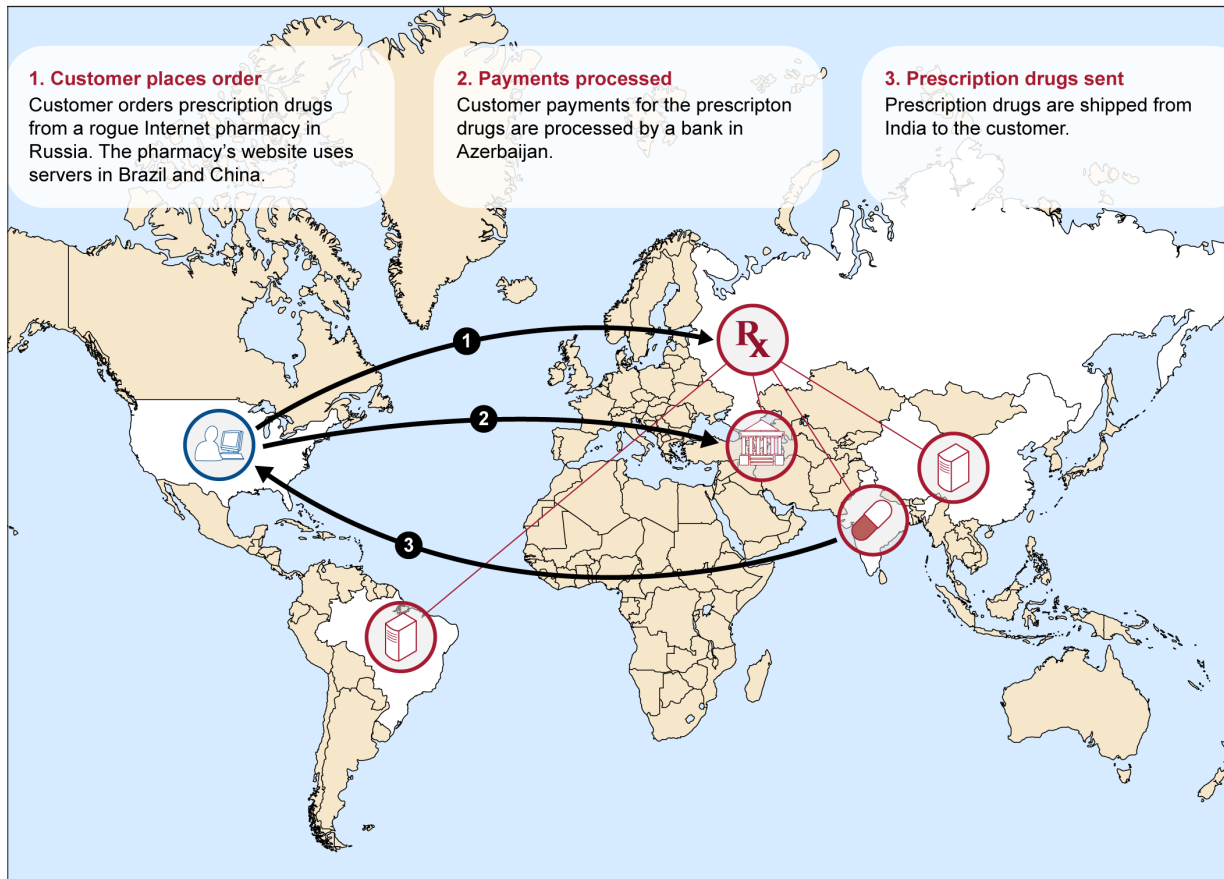 1. Customer places order
Customer orders prescription drugs
from a rogue Internet pharmacy in
Russia. The pharmacy’s website uses
servers in Brazil and China.
2. Payments processed
Customer payments for the prescripton
drugs are processed by a bank in
Azerbaijan.
3. Prescription drugs sent
Prescription drugs are shipped from
India to the customer.
1
Rx
2
3